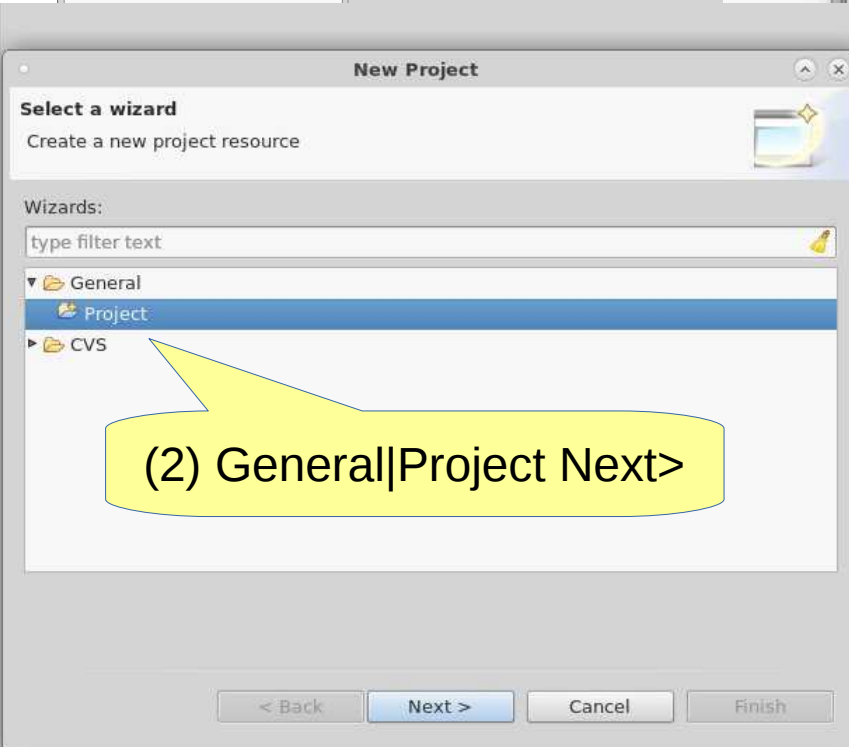 New Project
Select a wizard
Create a new project resource
Wizards:
type filter text
General
Project
CVS
(2) General|Project Next>
< Back Next > Cancel Finish